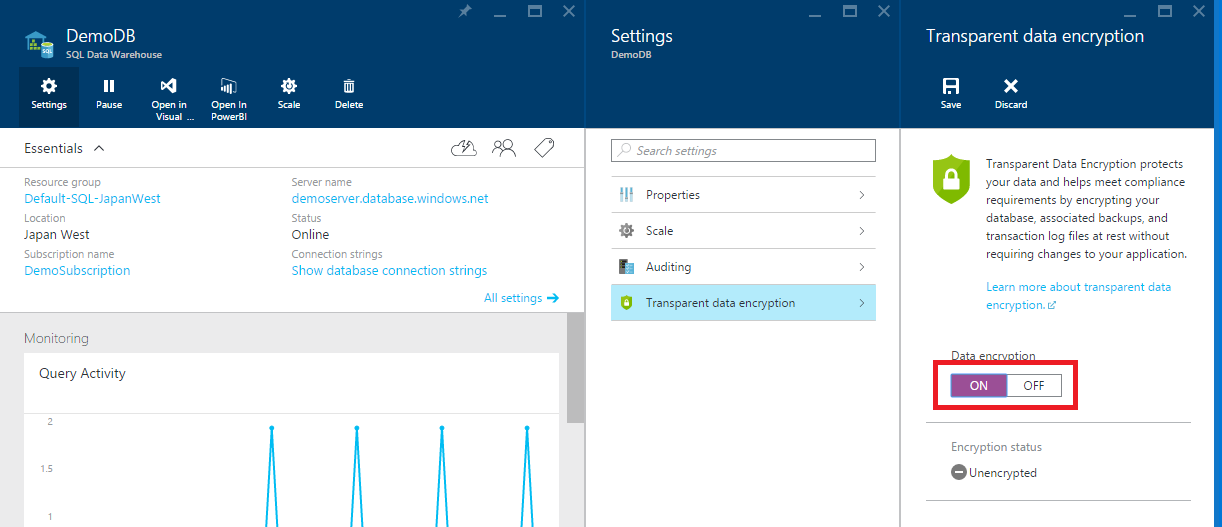 DemoDB
SQL Data Warehouse
Settings
Pause
Open in
Visual ...
Open In
PowerBI
Scale
Delete
Essentials
Resource group
Default-SQL-JapanWest
Server name
demoserver.database.windows.net
Location
Japan West
Status
Online
Subscription name
DemoSubscription
Connection strings
Show database connection strings
All settings
Monitoring
Query Activity
2
1.5
1
Settings
DemoDB
Search settings
Properties
Scale
Auditing
Transparent data encryption
Transparent data encryption
Save
Discard
Transparent Data Encryption protects
your data and helps meet compliance
requirements by encrypting your
database, associated backups, and
transaction log files at rest without
requiring changes to your application.
Learn more about transparent data
encryption.
Data encryption
ON
OFF
Encryption status
Unencrypted